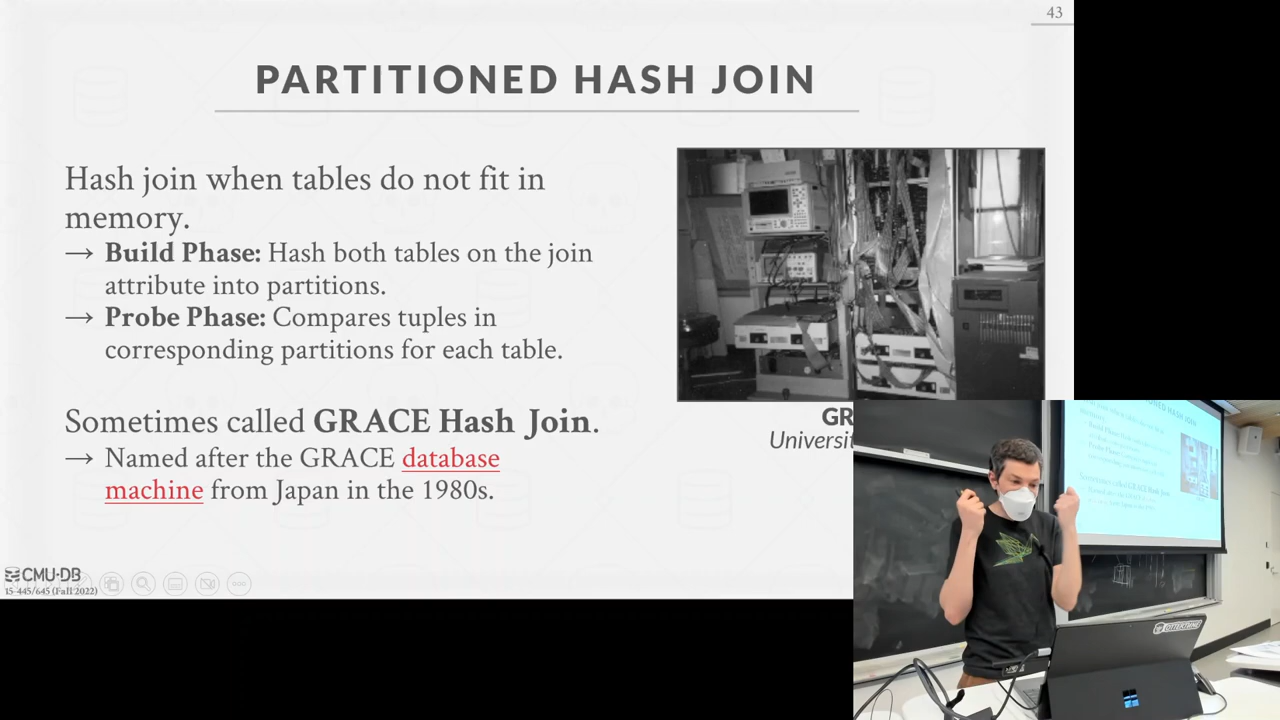 43
PARTITIONED HASH JOIN
Hash join when tables do not fit in
memory.
→ Build Phase: Hash both tables on the join
attribute into partitions.
→ Probe Phase: Compares tuples in
corresponding partitions for each table.
Sometimes called GRACE Hash Join.
→ Named after the GRACE database
machine from Japan in the 1980s.
GR
Universit
CMU·DB
15-445/645 (Fall 2022)
OTTERTUNE